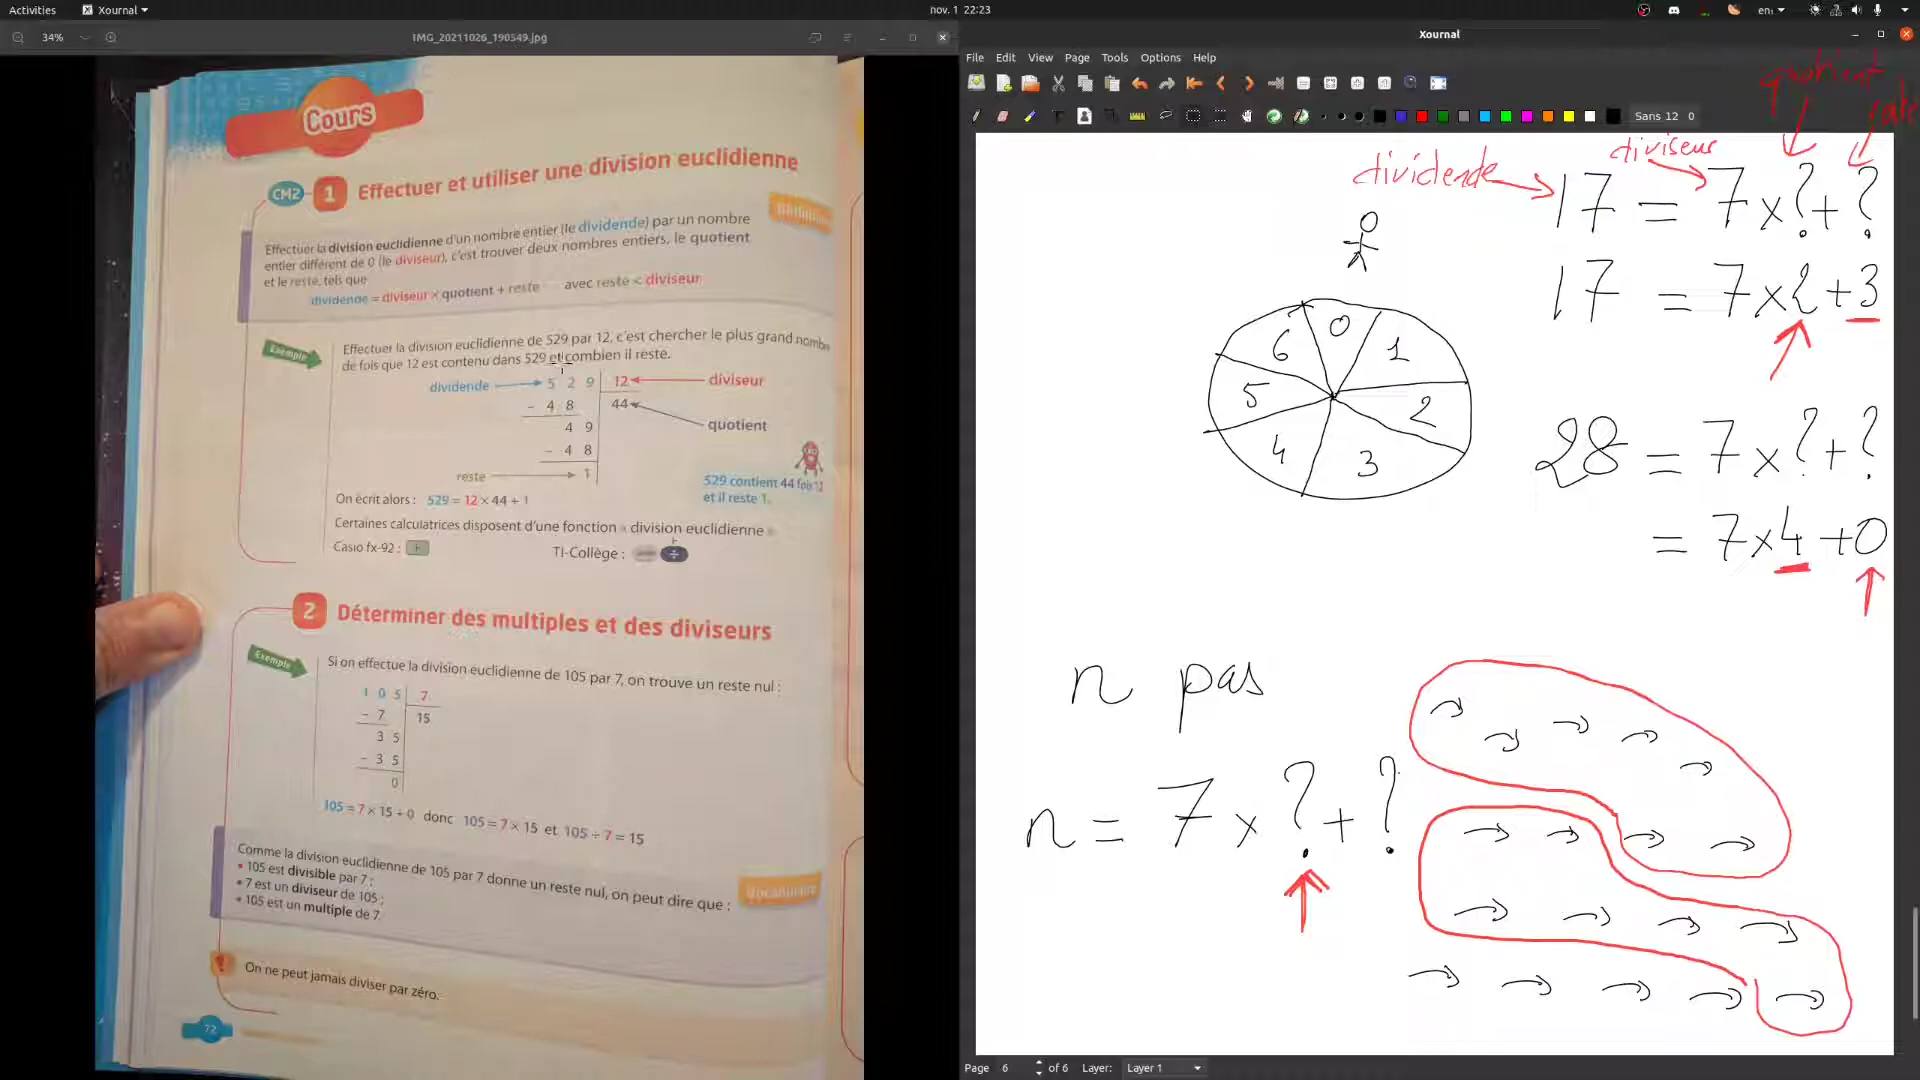 Activities Xournal nov. 1 22:23 en
34% IMG_20211026_190549.jpg
Xournal
File Edit View Page Tools Options Help
Sans 12 0
Cours
CM2 1 Effectuer et utiliser une division euclidienne
Effectuer la division euclidienne d'un nombre entier (le dividende) par un nombre
entier différent de 0 (le diviseur), c'est trouver deux nombres entiers, le quotient
et le reste, tels que
dividende = diviseur × quotient + reste avec reste < diviseur
Exemple
Effectuer la division euclidienne de 529 par 12, c'est chercher le plus grand nombre
de fois que 12 est contenu dans 529 et combien il reste.
dividende 5 2 9 12 diviseur
− 4 8 44
4 9 quotient
− 4 8
reste 1
529 contient 44 fois 12
et il reste 1.
On écrit alors : 529 = 12 × 44 + 1
Certaines calculatrices disposent d'une fonction « division euclidienne »
Casio fx-92 : TI-Collège : ÷
2 Déterminer des multiples et des diviseurs
Exemple
Si on effectue la division euclidienne de 105 par 7, on trouve un reste nul :
1 0 5 7
− 7 15
3 5
− 3 5
0
105 = 7 × 15 + 0 donc 105 = 7 × 15 et 105 ÷ 7 = 15
Vocabulaire
Comme la division euclidienne de 105 par 7 donne un reste nul, on peut dire que :
• 105 est divisible par 7 ;
• 7 est un diviseur de 105 ;
• 105 est un multiple de 7
! On ne peut jamais diviser par zéro.
72
quotient
dividende diviseur
17 = 7 × ? + ?
17 = 7 × 2 + 3
0 1 2 3 4 5 6
28 = 7 × ? + ?
= 7 × 4 + 0
n pas
n = 7 × ? + ?
Page 6 of 6 Layer: Layer 1